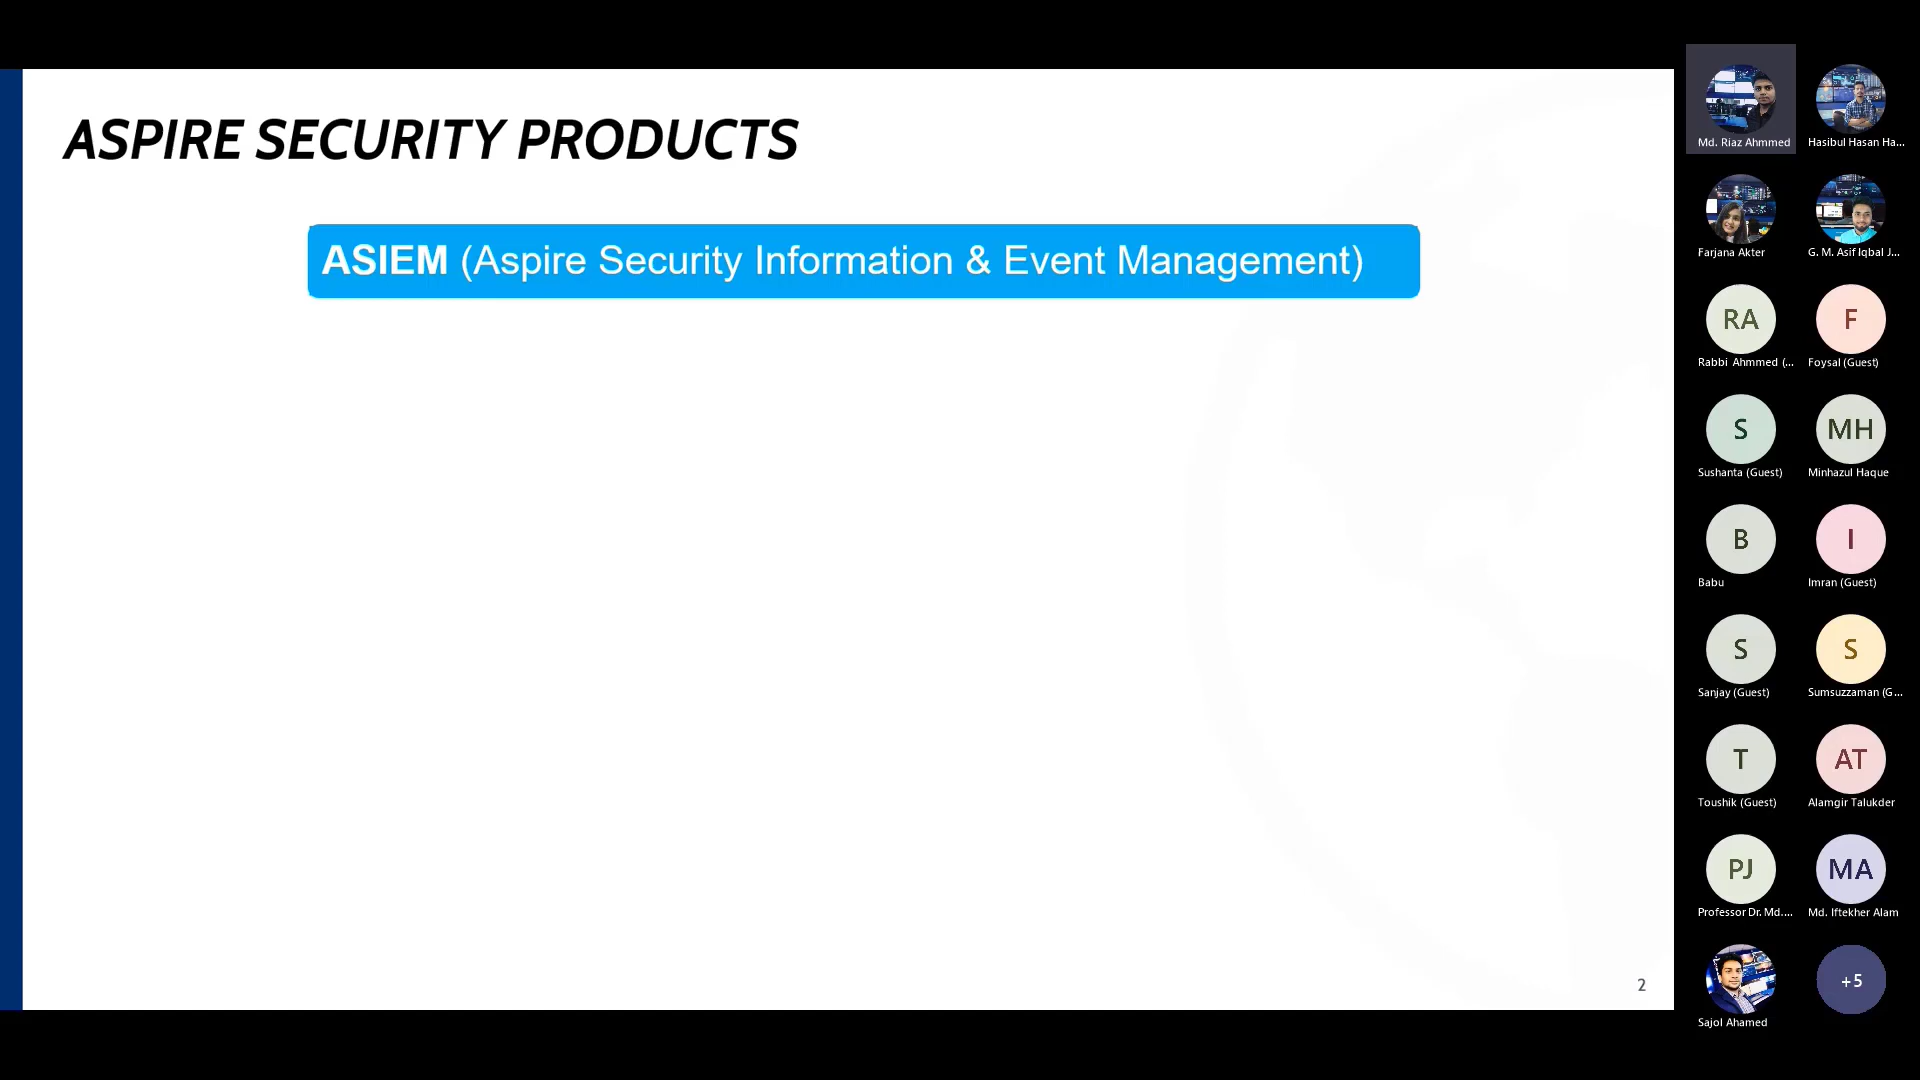 ASPIRE SECURITY PRODUCTS
ASIEM (Aspire Security Information & Event Management)
2
Md. Riaz Ahmmed
Hasibul Hasan Ha...
Farjana Akter
G. M. Asif Iqbal J...
RA
F
Rabbi Ahmmed (...
Foysal (Guest)
S
MH
Sushanta (Guest)
Minhazul Haque
B
I
Babu
Imran (Guest)
S
S
Sanjay (Guest)
Sumsuzzaman (G...
T
AT
Toushik (Guest)
Alamgir Talukder
PJ
MA
Professor Dr. Md....
Md. Iftekher Alam
+5
Sajol Ahamed